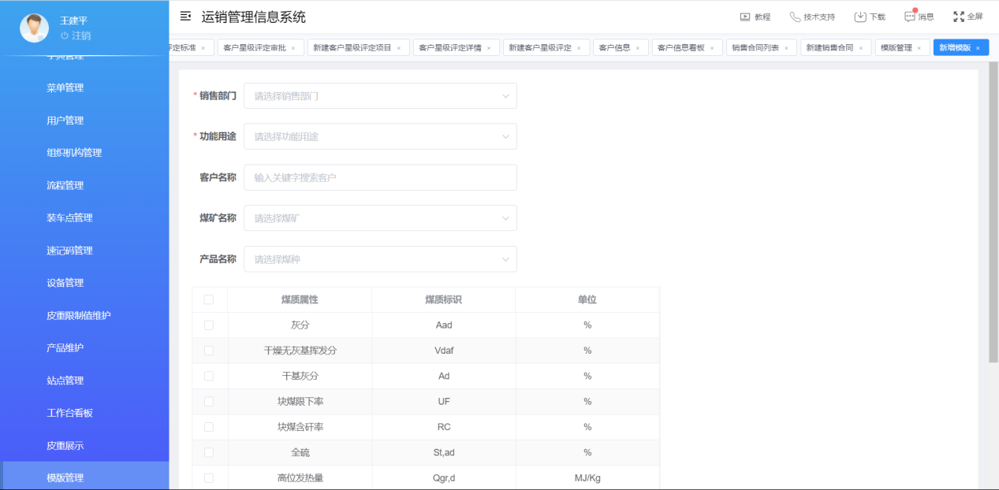 王建平
注销
字典管理
菜单管理
用户管理
组织机构管理
流程管理
装车点管理
速记码管理
设备管理
皮重限制值维护
产品维护
站点管理
工作台看板
皮重展示
模版管理
运销管理信息系统
教程 技术支持 下载 消息 全屏
评定标准 × 客户星级评定审批 × 新建客户星级评定项目 × 客户星级评定详情 × 新建客户星级评定 × 客户信息 × 客户信息看板 × 销售合同列表 × 新建销售合同 × 模版管理 × 新增模版 ×
* 销售部门 请选择销售部门
* 功能用途 请选择功能用途
客户名称 输入关键字搜索客户
煤矿名称 请选择煤矿
产品名称 请选择煤种
煤质属性 煤质标识 单位
灰分 Aad %
干燥无灰基挥发分 Vdaf %
干基灰分 Ad %
块煤限下率 UF %
块煤含矸率 RC %
全硫 St,ad %
高位发热量 Qgr,d MJ/Kg